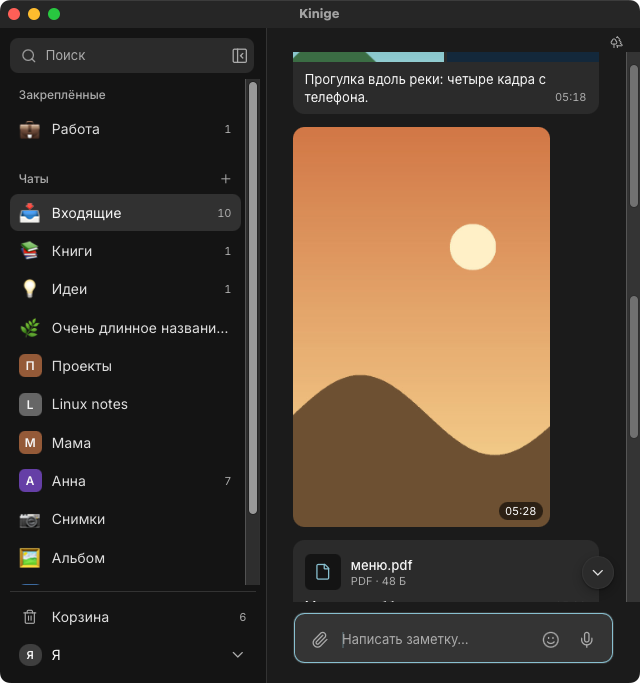 Kinige
Поиск
Закреплённые
Работа 1
Чаты
Входящие 10
Книги 1
Идеи 1
Очень длинное названи...
П Проекты
L Linux notes
М Мама
А Анна 7
Снимки
Альбом
Корзина 6
Я Я
Прогулка вдоль реки: четыре кадра с
телефона. 05:18
05:28
меню.pdf
PDF · 48 Б
Написать заметку...